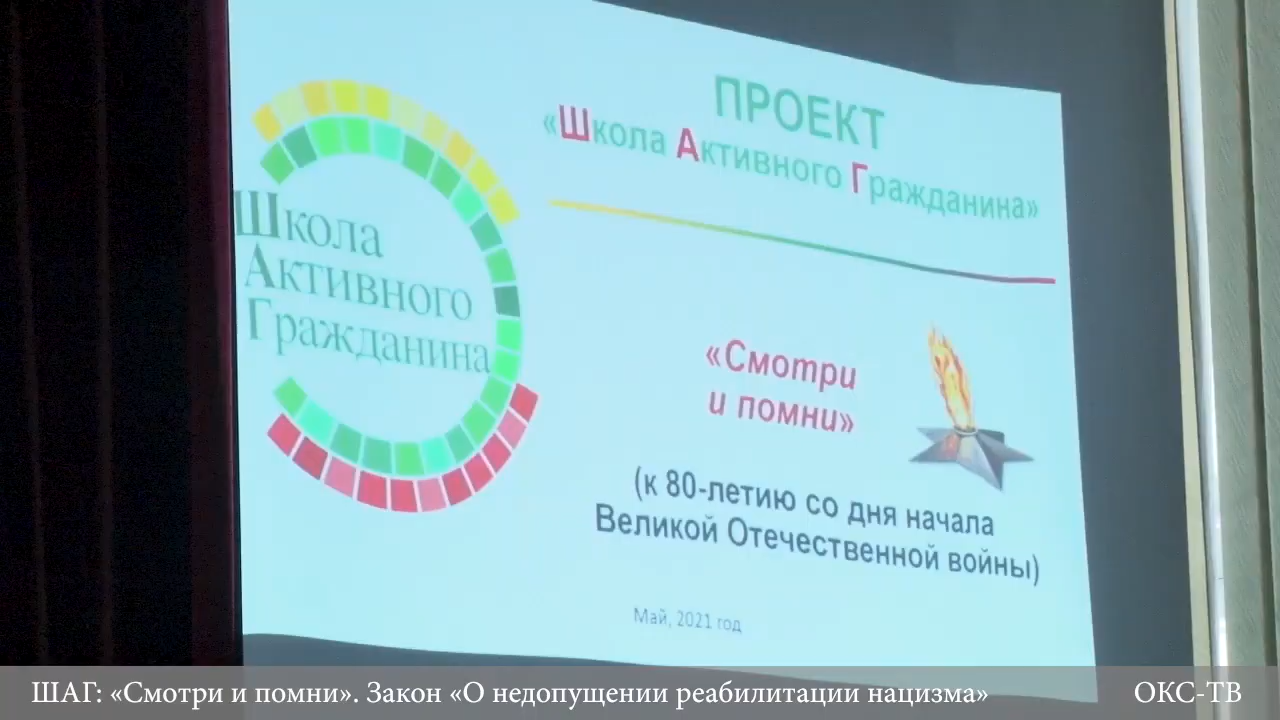 ПРОЕКТ
«Школа Активного Гражданина»
Школа
Активного
Гражданина
«Смотри
и помни»
(к 80-летию со дня начала
Великой Отечественной войны)
Май, 2021 год
ШАГ: «Смотри и помни». Закон «О недопущении реабилитации нацизма»
ОКС-ТВ